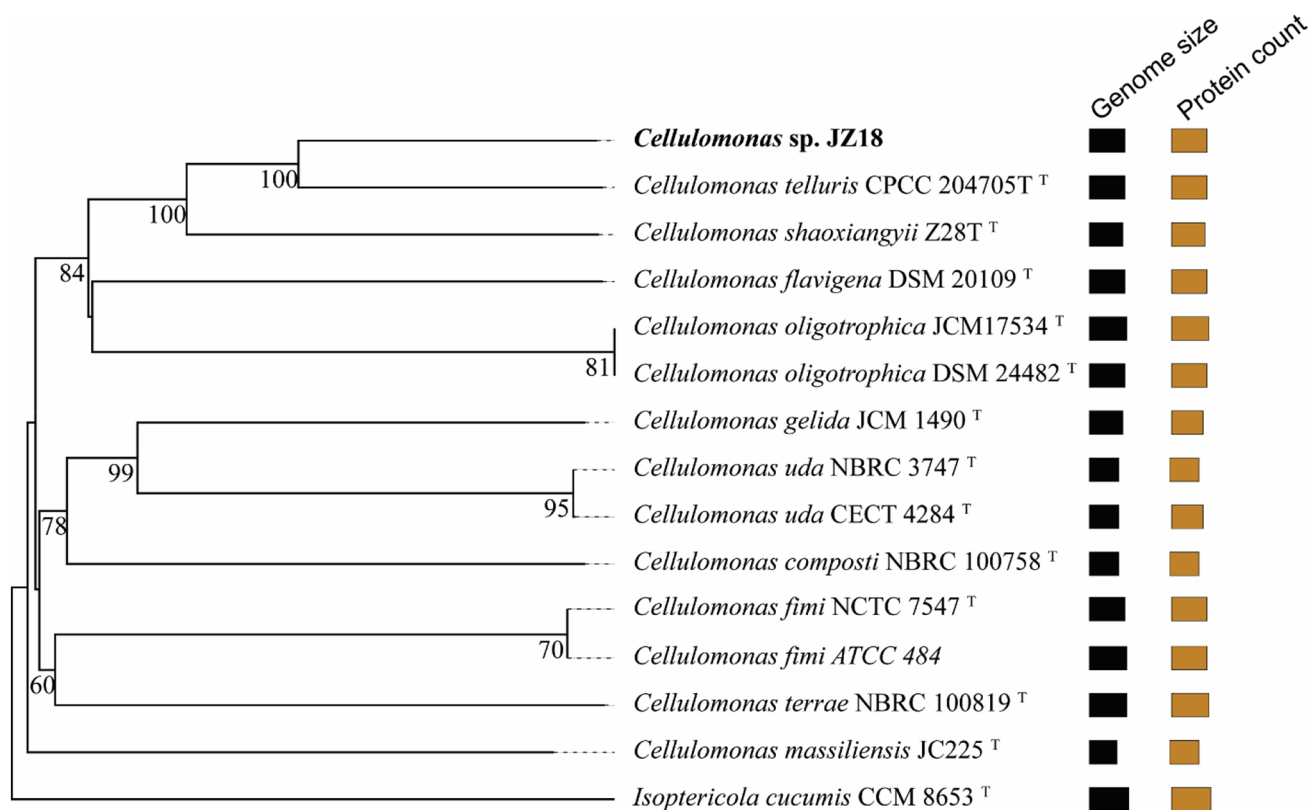 Genome size
Protein count
Cellulomonas sp. JZ18
100
Cellulomonas telluris CPCC 204705T T
100
Cellulomonas shaoxiangyii Z28T T
84
Cellulomonas flavigena DSM 20109 T
Cellulomonas oligotrophica JCM17534 T
81
Cellulomonas oligotrophica DSM 24482 T
Cellulomonas gelida JCM 1490 T
99
Cellulomonas uda NBRC 3747 T
95
Cellulomonas uda CECT 4284 T
78
Cellulomonas composti NBRC 100758 T
Cellulomonas fimi NCTC 7547 T
70
Cellulomonas fimi ATCC 484
60
Cellulomonas terrae NBRC 100819 T
Cellulomonas massiliensis JC225 T
Isoptericola cucumis CCM 8653 T